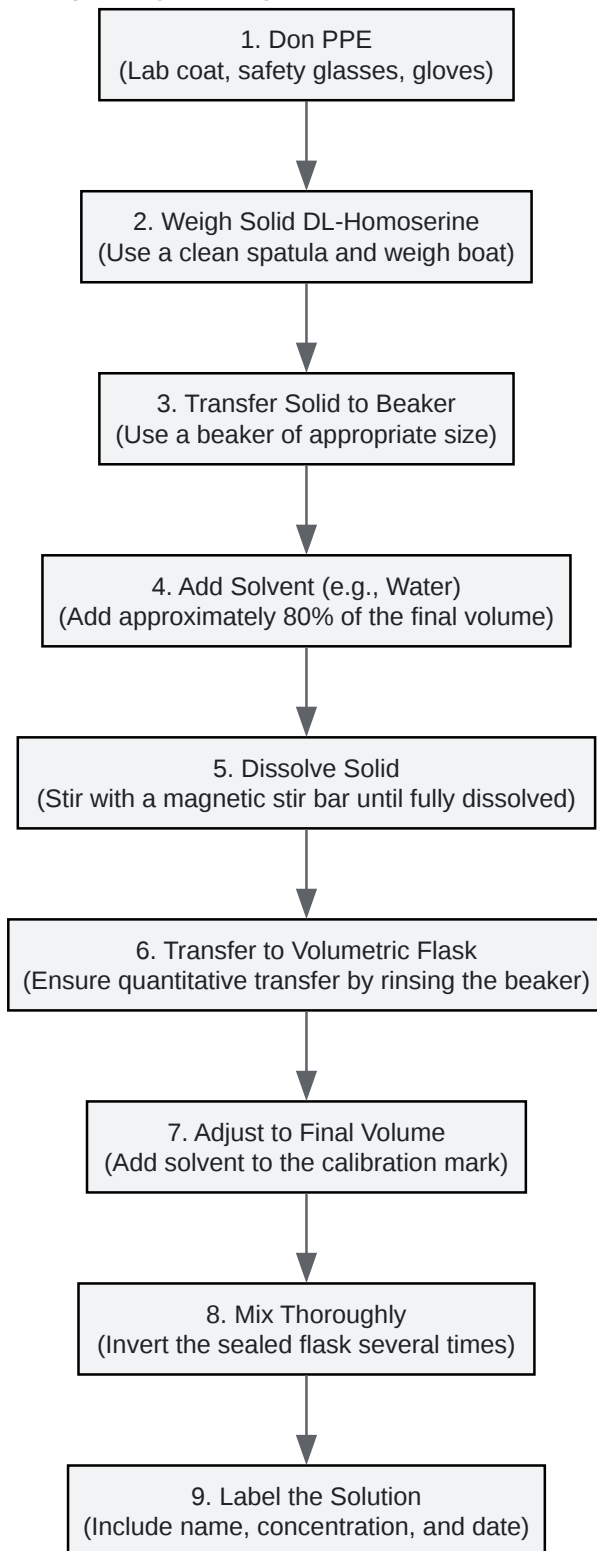 1. Don PPE
(Lab coat, safety glasses, gloves)
2. Weigh Solid DL-Homoserine
(Use a clean spatula and weigh boat)
3. Transfer Solid to Beaker
(Use a beaker of appropriate size)
4. Add Solvent (e.g., Water)
(Add approximately 80% of the final volume)
5. Dissolve Solid
(Stir with a magnetic stir bar until fully dissolved)
6. Transfer to Volumetric Flask
(Ensure quantitative transfer by rinsing the beaker)
7. Adjust to Final Volume
(Add solvent to the calibration mark)
8. Mix Thoroughly
(Invert the sealed flask several times)
9. Label the Solution
(Include name, concentration, and date)